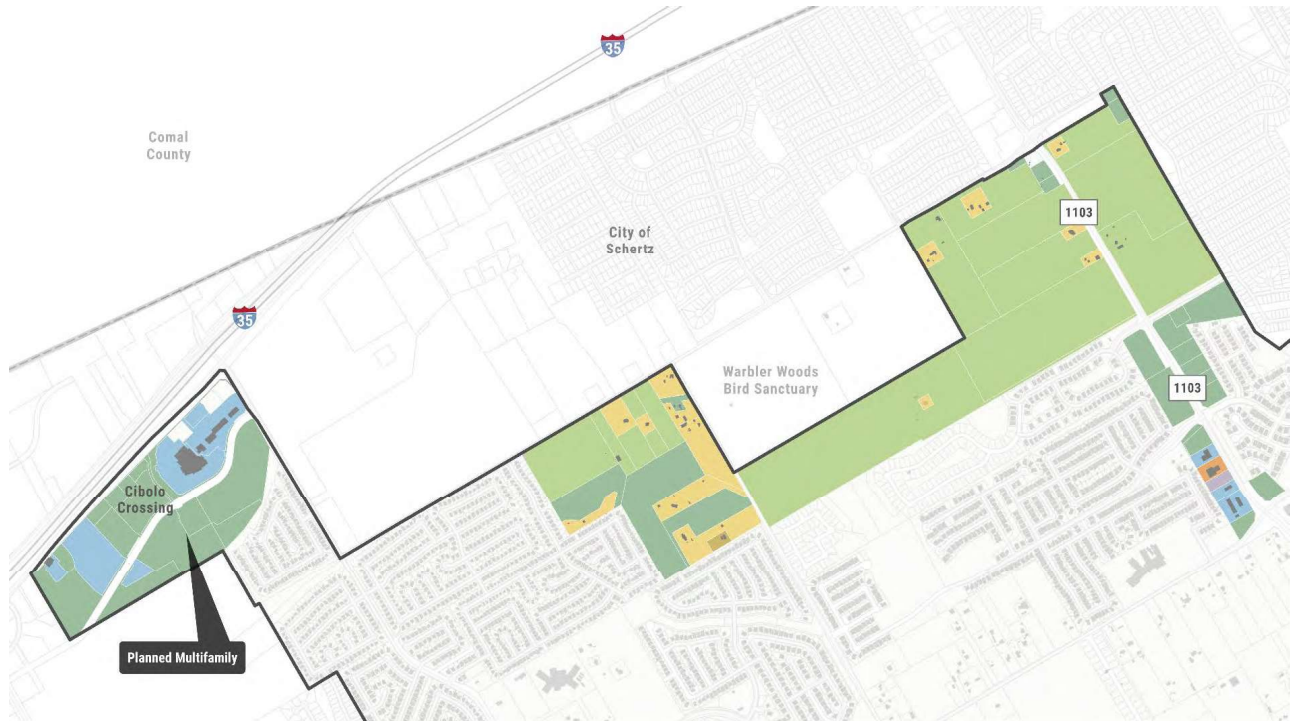 35
Comal
County
City of
Schertz
1103
35
Warbler Woods
Bird Sanctuary
1103
Cibolo
Crossing
Planned Multifamily